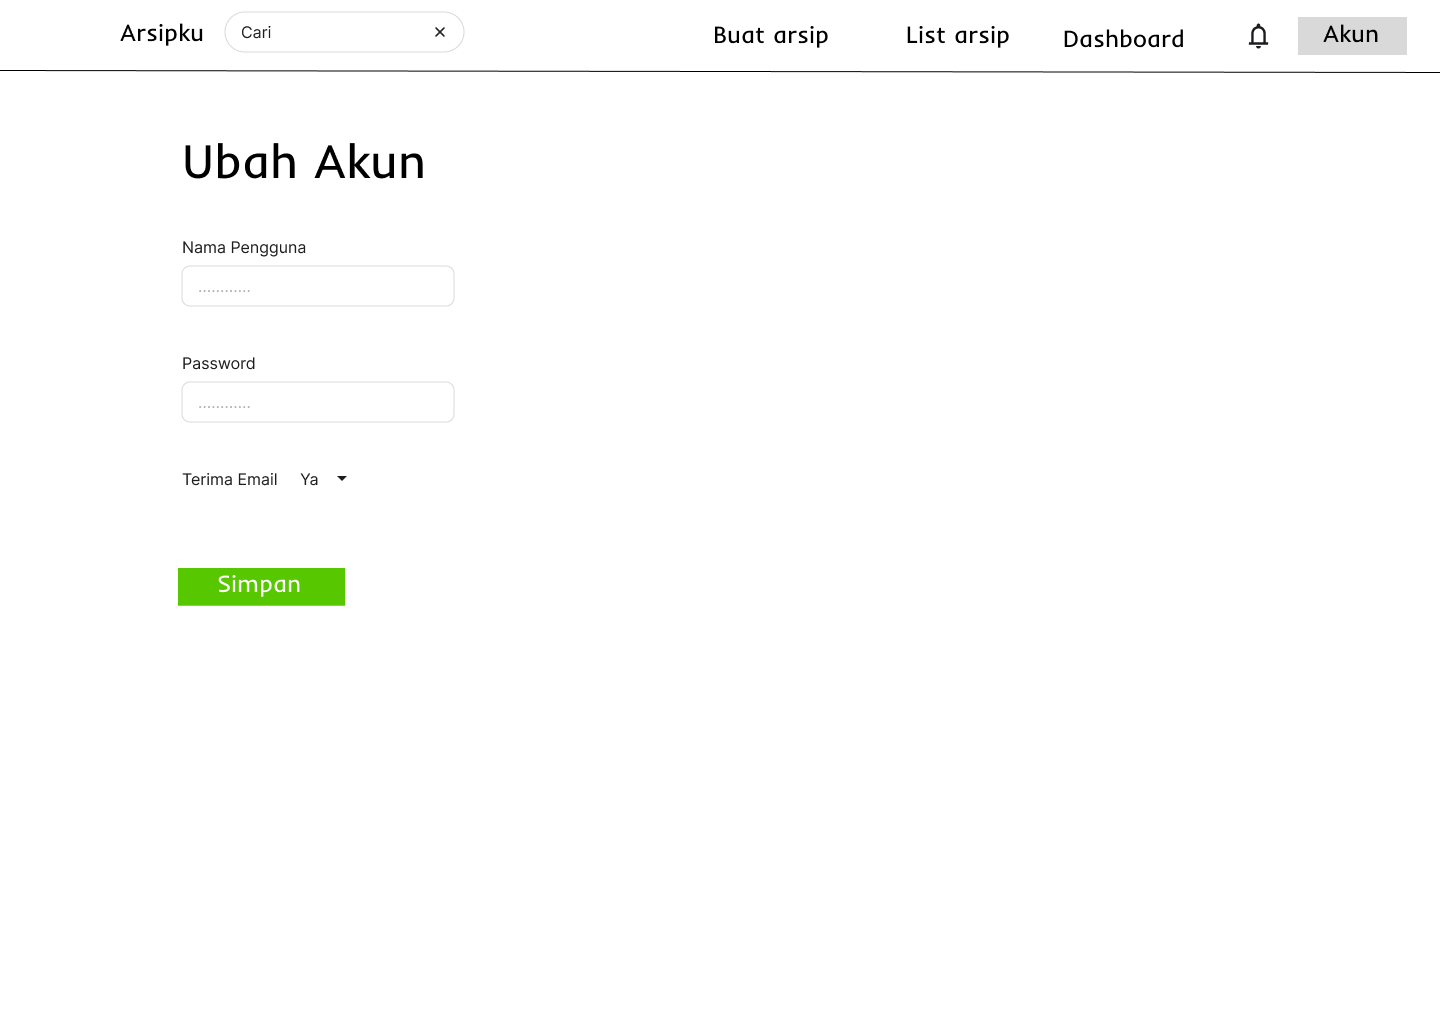 Arsipku
Cari
Buat arsip
List arsip
Dashboard
Akun
Ubah Akun
Nama Pengguna
............
Password
............
Terima Email Ya
Simpan